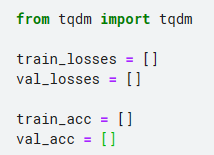 from tqdm import tqdm
train_losses = []
val_losses = []
train_acc = []
val_acc = []